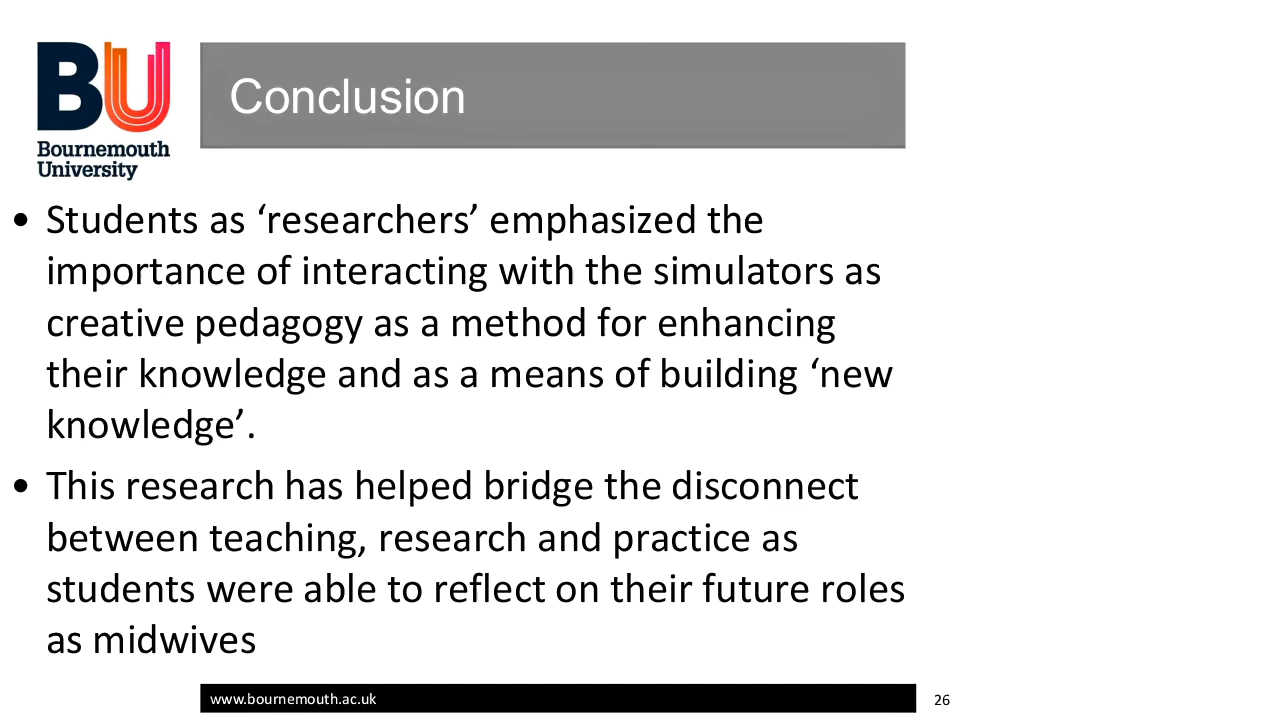 BU
Bournemouth
University
Conclusion
• Students as ‘researchers’ emphasized the
importance of interacting with the simulators as
creative pedagogy as a method for enhancing
their knowledge and as a means of building ‘new
knowledge’.
• This research has helped bridge the disconnect
between teaching, research and practice as
students were able to reflect on their future roles
as midwives
www.bournemouth.ac.uk
26